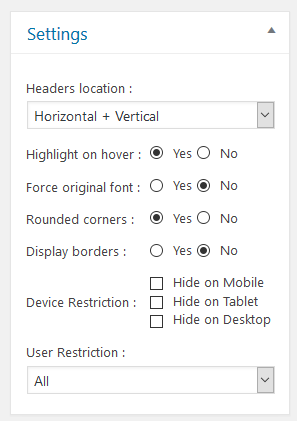 Settings
Headers location :
Horizontal + Vertical
Highlight on hover : Yes No
Force original font : Yes No
Rounded corners : Yes No
Display borders : Yes No
Hide on Mobile
Device Restriction : Hide on Tablet
Hide on Desktop
User Restriction :
All